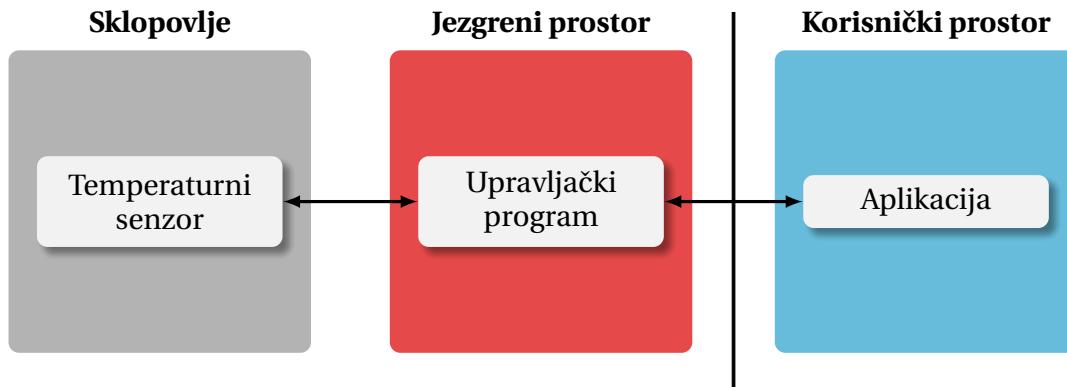 Sklopovlje
Jezgreni prostor
Korisnički prostor
Temperaturni
senzor
Upravljački
program
Aplikacija